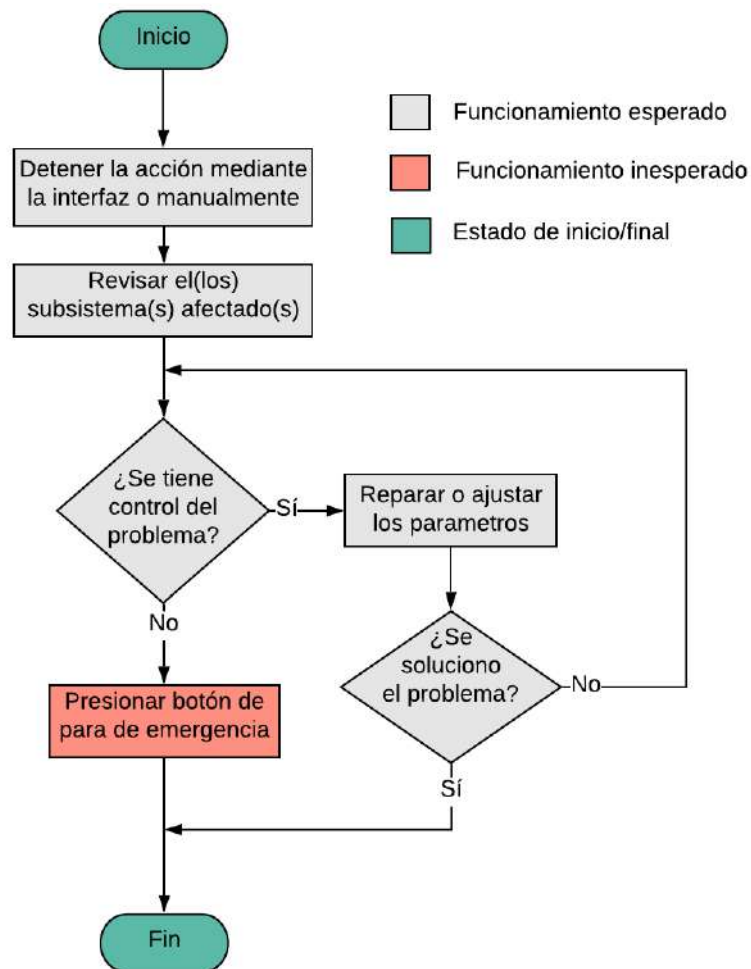 Inicio
Funcionamiento esperado
Funcionamiento inesperado
Estado de inicio/final
Detener la acción mediante
la interfaz o manualmente
Revisar el(los)
subsistema(s) afectado(s)
¿Se tiene
control del
problema?
Sí
Reparar o ajustar
los parametros
No
¿Se
soluciono
el problema?
No
Presionar botón de
para de emergencia
Sí
Fin